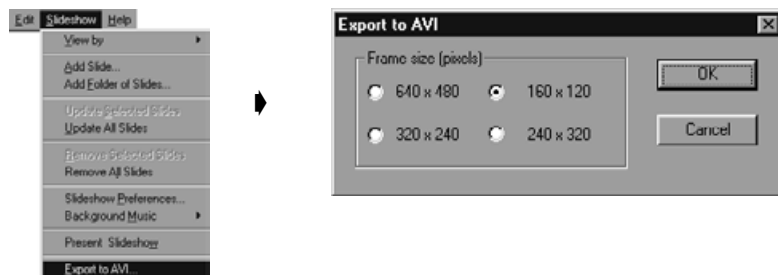 Edit Slideshow Help
View by
Add Slide...
Add Folder of Slides...
Update Selected Slides
Update All Slides
Remove Selected Slides
Remove All Slides
Slideshow Preferences...
Background Music
Present Slideshow
Export to AVI...
Export to AVI
Frame size (pixels)
640 x 480 160 x 120
320 x 240 240 x 320
OK
Cancel